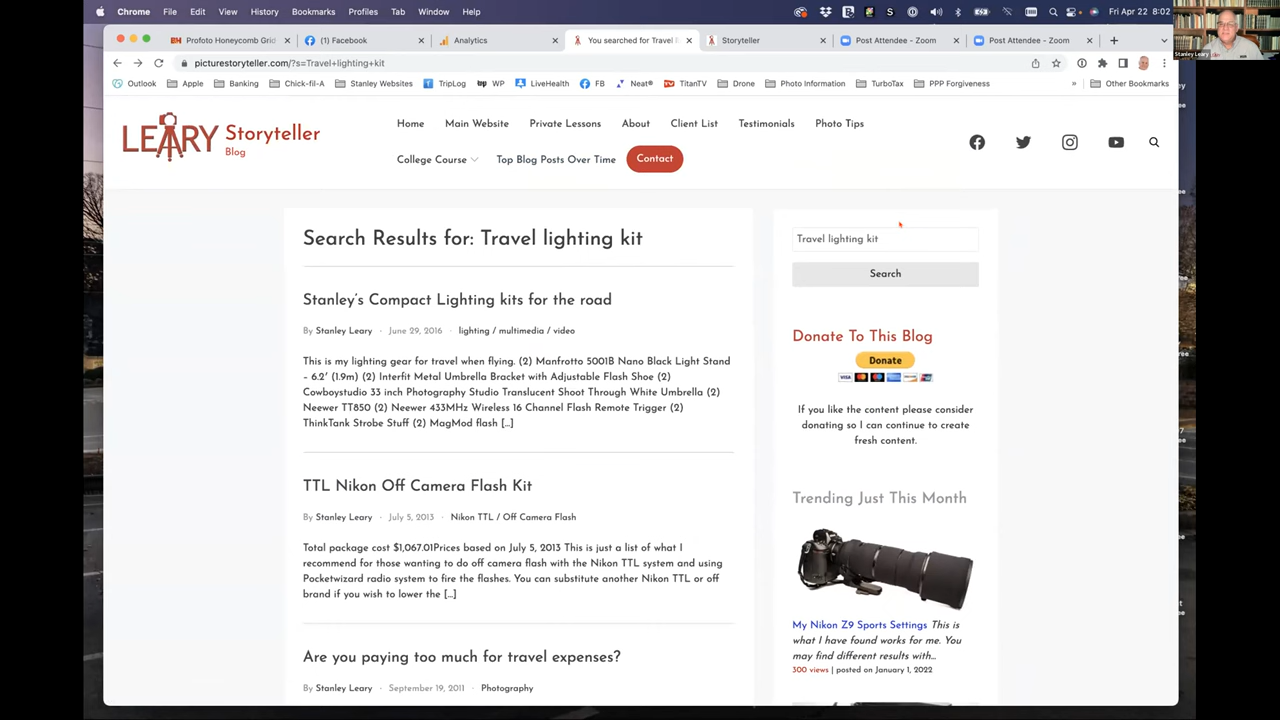 Chrome File Edit View History Bookmarks Profiles Tab Window Help
Fri Apr 22 8:02
Profoto Honeycomb Grid
(1) Facebook
Analytics
You searched for Travel
Storyteller
Post Attendee - Zoom
Post Attendee - Zoom
picturestoryteller.com/?s=Travel+lighting+kit
Outlook Apple Banking Chick-fil-A Stanley Websites TripLog WP LiveHealth FB Neat® TitanTV Drone Photo Information TurboTax PPP Forgiveness » Other Bookmarks
Stanley Leary
LEARY Storyteller
Blog
Home Main Website Private Lessons About Client List Testimonials Photo Tips
College Course Top Blog Posts Over Time Contact
Search Results for: Travel lighting kit
Stanley's Compact Lighting kits for the road
By Stanley Leary · June 29, 2016 · lighting / multimedia / video
This is my lighting gear for travel when flying. (2) Manfrotto 5001B Nano Black Light Stand
– 6.2′ (1.9m) (2) Interfit Metal Umbrella Bracket with Adjustable Flash Shoe (2)
Cowboystudio 33 inch Photography Studio Translucent Shoot Through White Umbrella (2)
Neewer TT850 (2) Neewer 433MHz Wireless 16 Channel Flash Remote Trigger (2)
ThinkTank Strobe Stuff (2) MagMod flash [...]
TTL Nikon Off Camera Flash Kit
By Stanley Leary · July 5, 2013 · Nikon TTL / Off Camera Flash
Total package cost $1,067.01Prices based on July 5, 2013 This is just a list of what I
recommend for those wanting to do off camera flash with the Nikon TTL system and using
Pocketwizard radio system to fire the flashes. You can substitute another Nikon TTL or off
brand if you wish to lower the [...]
Are you paying too much for travel expenses?
By Stanley Leary · September 19, 2011 · Photography
Travel lighting kit
Search
Donate To This Blog
Donate
VISA
If you like the content please consider
donating so I can continue to create
fresh content.
Trending Just This Month
My Nikon Z9 Sports Settings This is
what I have found works for me. You
may find different results with...
300 views | posted on January 1, 2022